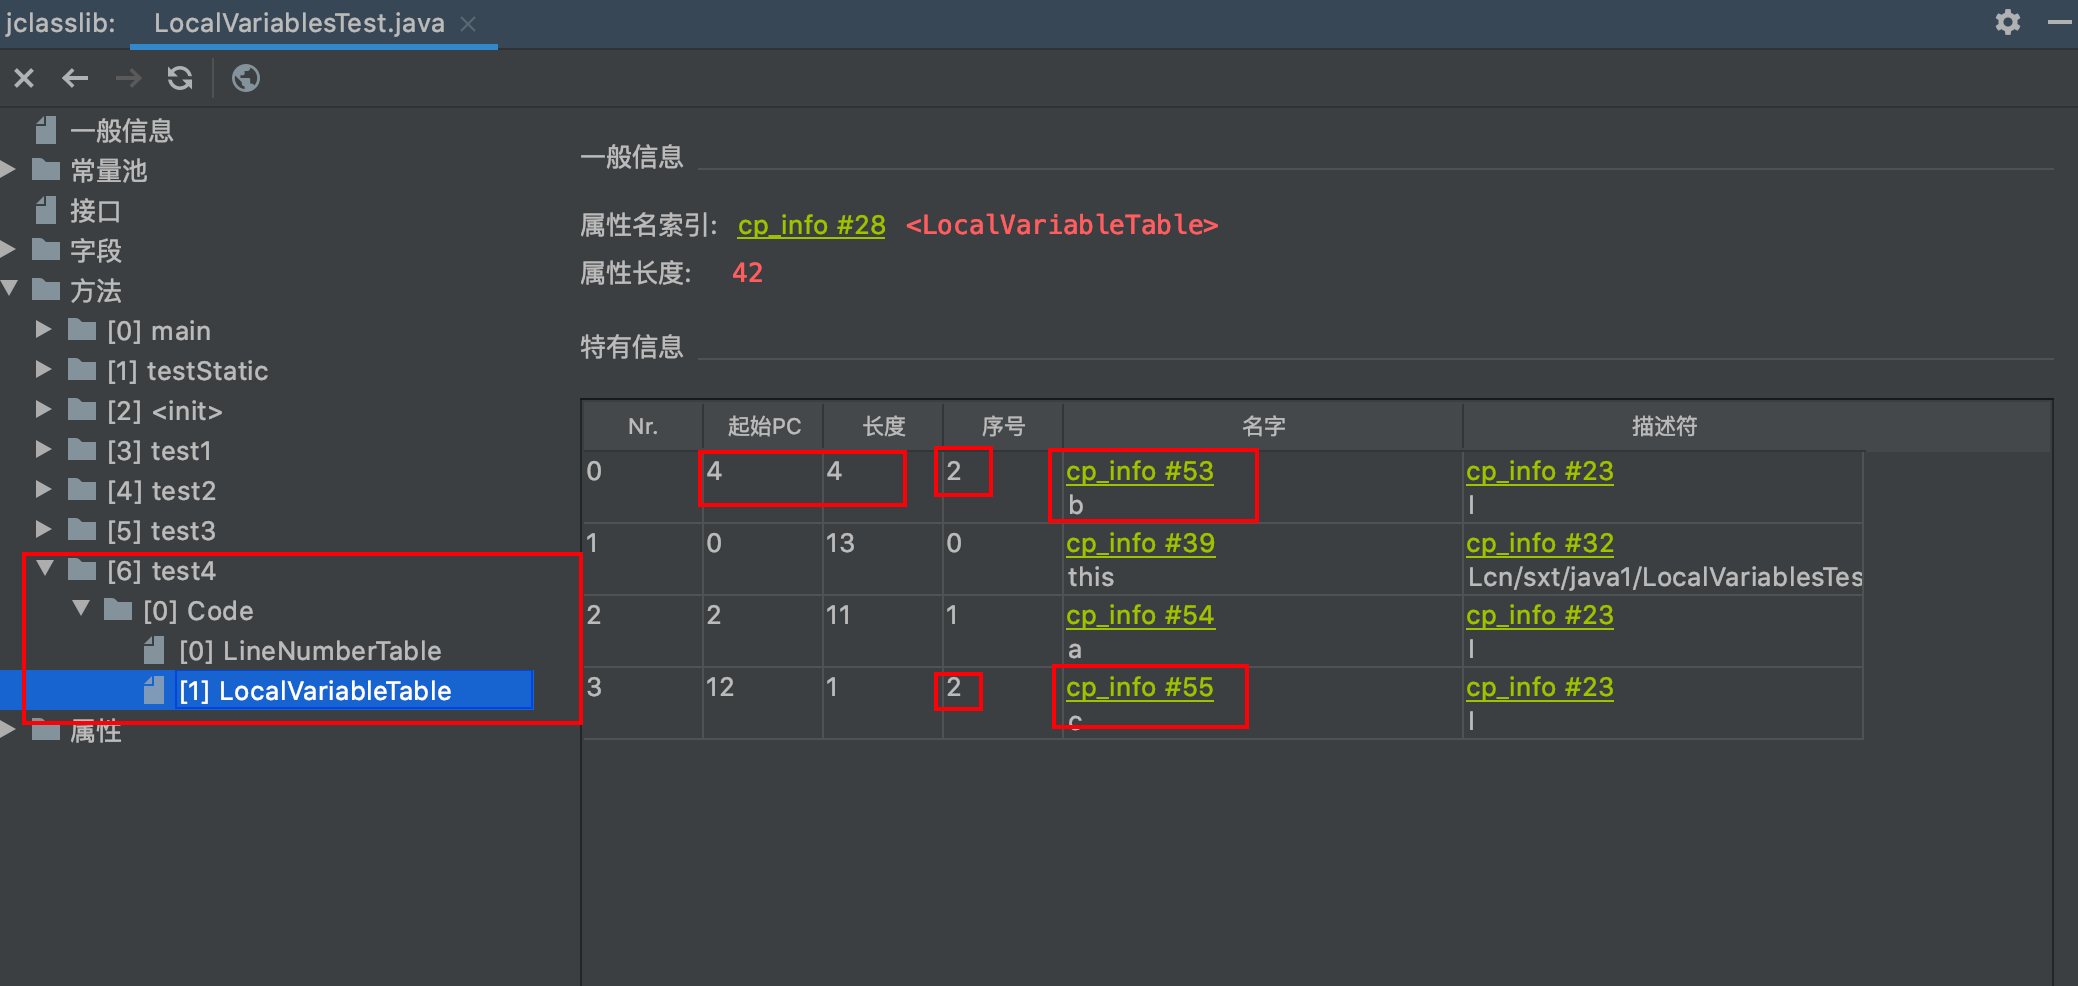 jclasslib: LocalVariablesTest.java
一般信息
常量池
接口
字段
方法
[0] main
[1] testStatic
[2] <init>
[3] test1
[4] test2
[5] test3
[6] test4
[0] Code
[0] LineNumberTable
[1] LocalVariableTable
属性
一般信息
属性名索引: cp_info #28 <LocalVariableTable>
属性长度: 42
特有信息
Nr. 起始PC 长度 序号 名字 描述符
0 4 4 2 cp_info #53 cp_info #23
b I
1 0 13 0 cp_info #39 cp_info #32
this Lcn/sxt/java1/LocalVariablesTes
2 2 11 1 cp_info #54 cp_info #23
a I
3 12 1 2 cp_info #55 cp_info #23
c I